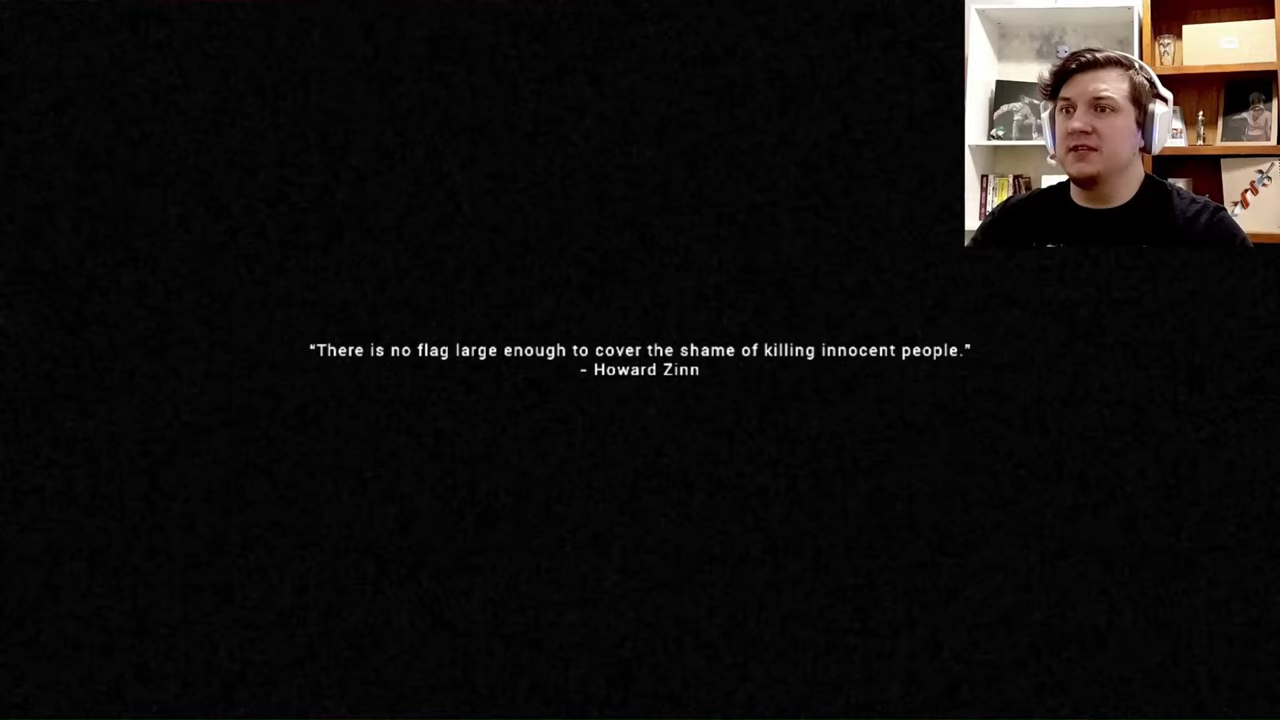 “There is no flag large enough to cover the shame of killing innocent people.”
- Howard Zinn